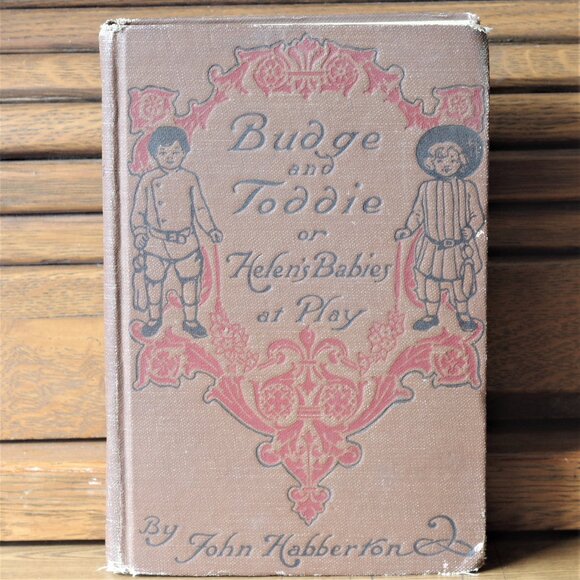 Budge
and
Toddie
or
Helen's Babies
at Play
By John Habberton